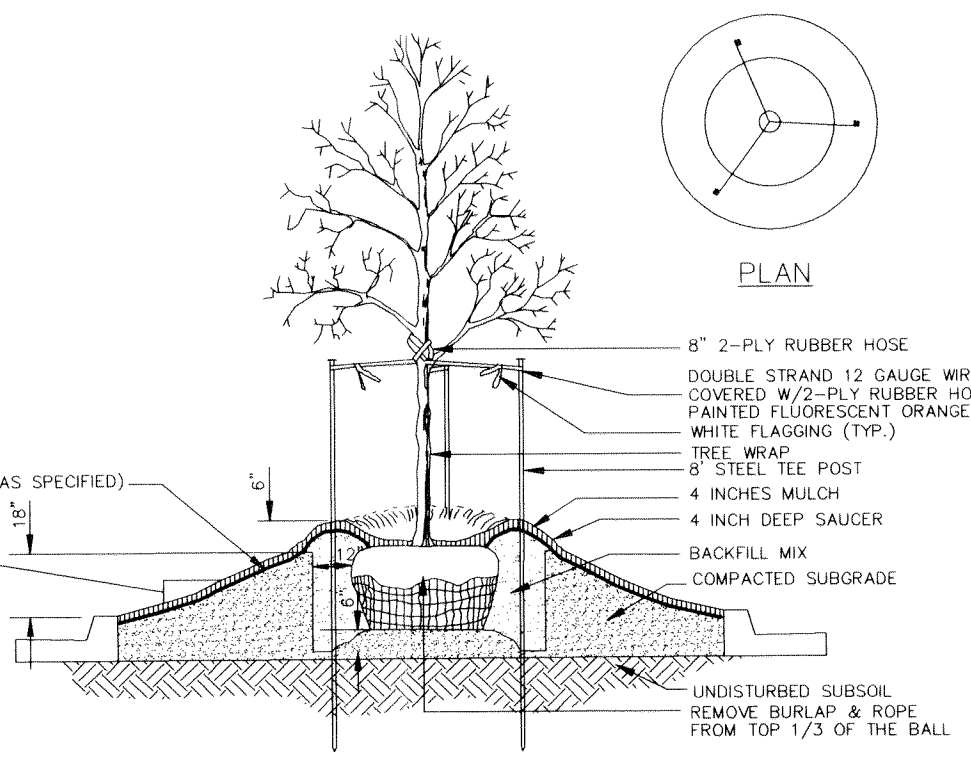 PLAN
8" 2-PLY RUBBER HOSE
DOUBLE STRAND 12 GAUGE WIR
COVERED W/2-PLY RUBBER HO
PAINTED FLUORESCENT ORANGE
WHITE FLAGGING (TYP.)
TREE WRAP
8' STEEL TEE POST
AS SPECIFIED)
6"
4 INCHES MULCH
18"
4 INCH DEEP SAUCER
12"
BACKFILL MIX
COMPACTED SUBGRADE
6"
UNDISTURBED SUBSOIL
REMOVE BURLAP & ROPE
FROM TOP 1/3 OF THE BALL